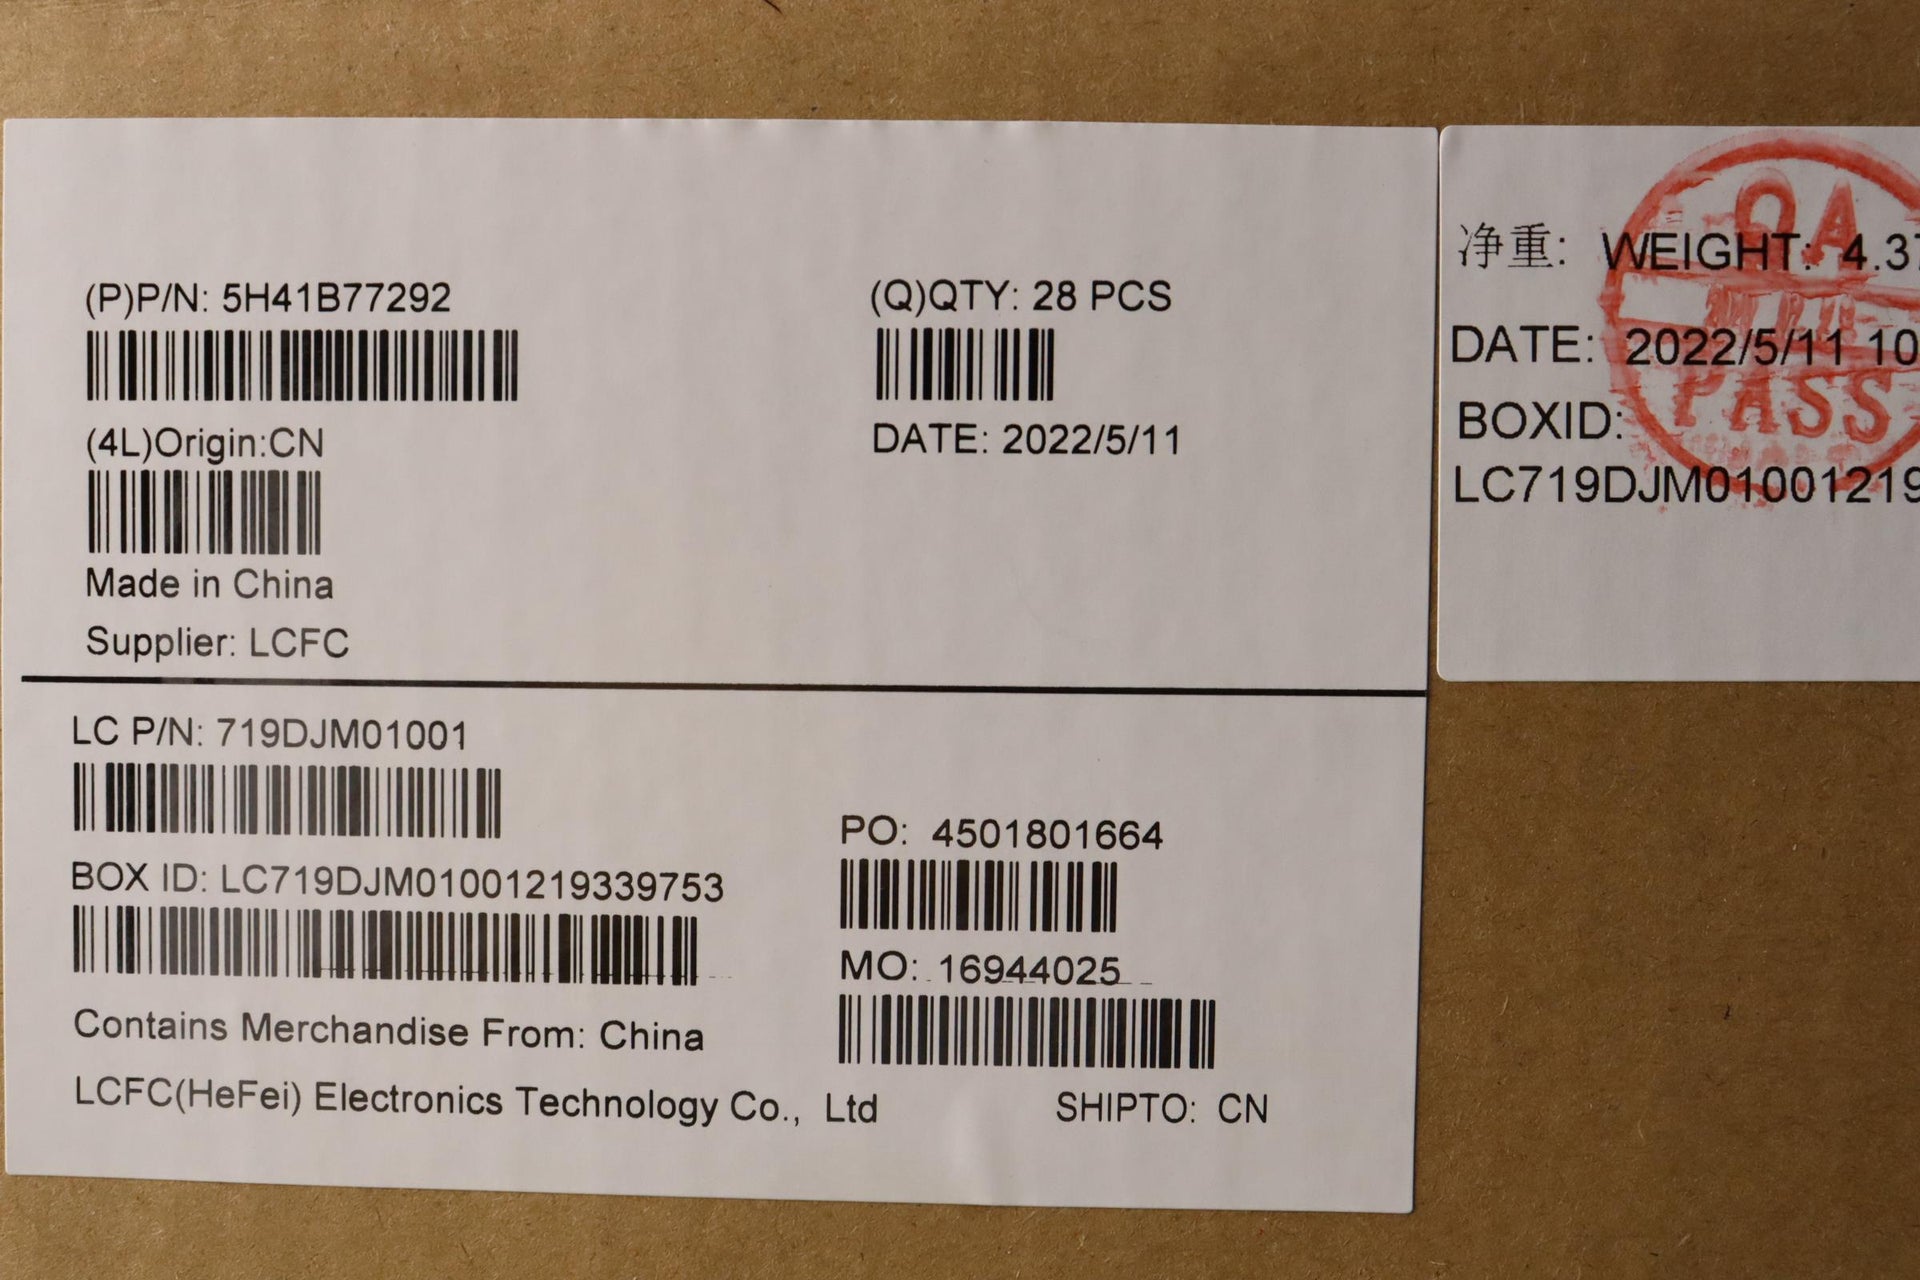 (P)P/N: 5H41B77292
(4L)Origin:CN
Made in China
Supplier: LCFC
(Q)QTY: 28 PCS
DATE: 2022/5/11
LC P/N: 719DJM01001
BOX ID: LC719DJM01001219339753
Contains Merchandise From: China
LCFC(HeFei) Electronics Technology Co., Ltd
PO: 4501801664
MO: 16944025
SHIPTO: CN
净重: WEIGHT: 4.37
DATE: 2022/5/11 10
BOXID:
LC719DJM01001219
QA
PASS